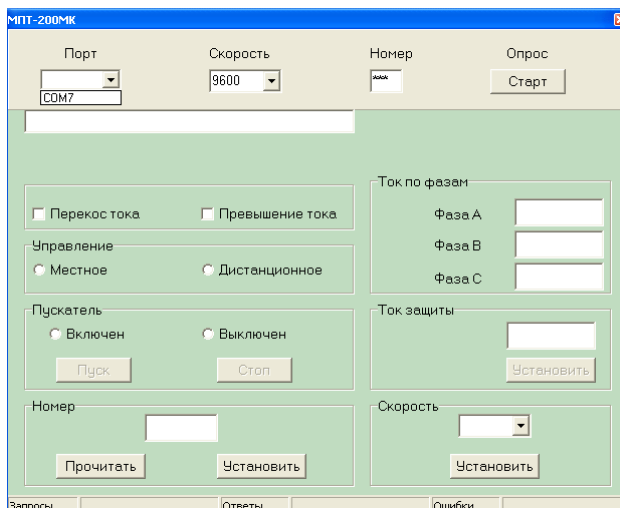 МПТ-200МК
Порт Скорость Номер Опрос
9600 *** Старт
COM7
Ток по фазам
Перекос тока Превышение тока Фаза A
Управление Фаза B
Местное Дистанционное Фаза C
Пускатель Ток защиты
Включен Выключен
Пуск Стоп Установить
Номер Скорость
Прочитать Установить Установить
Запросы Ответы Ошибки